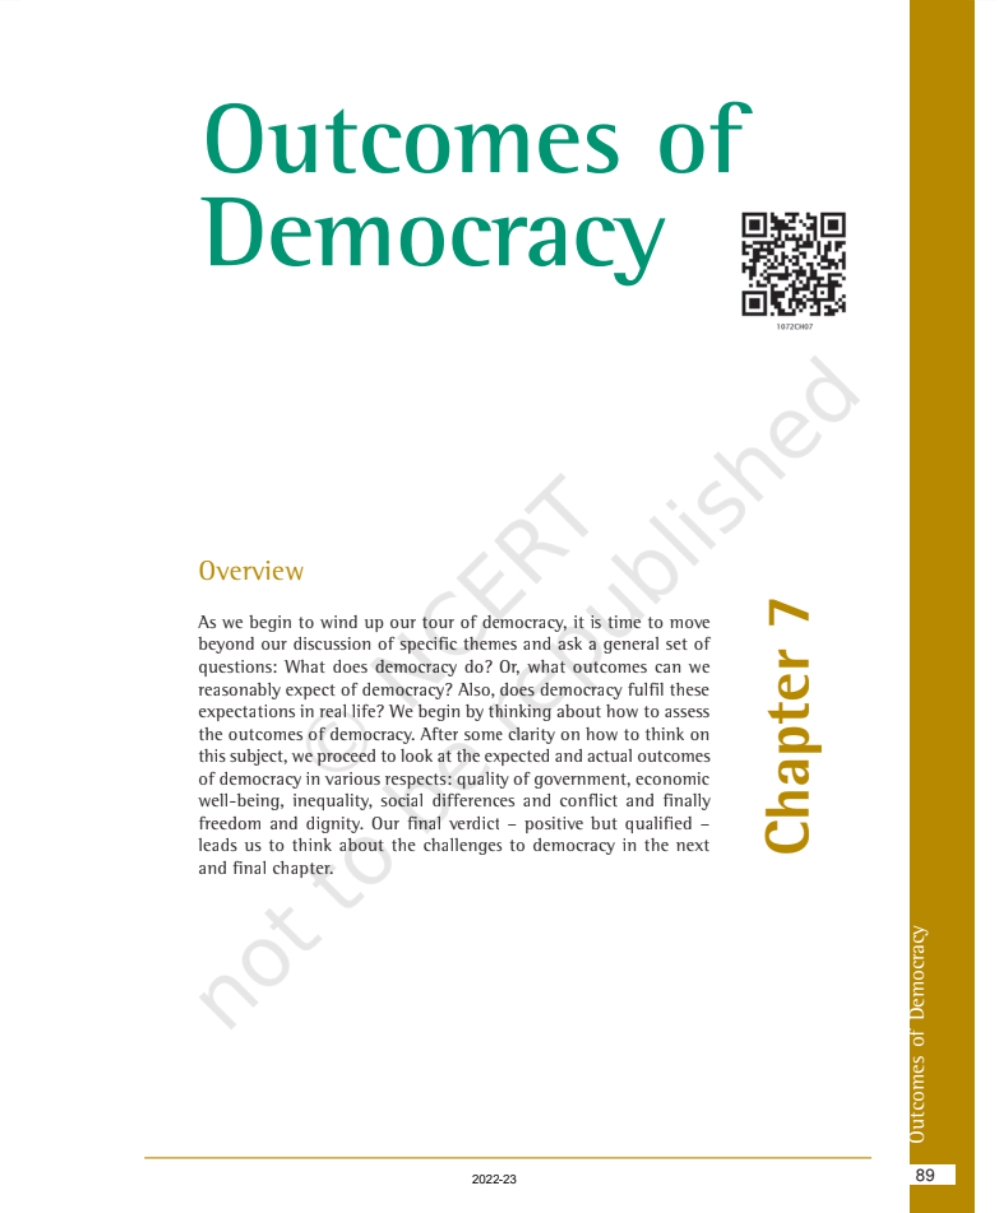 Outcomes of
Democracy
1072CH07
Overview
As we begin to wind up our tour of democracy, it is time to move
beyond our discussion of specific themes and ask a general set of
questions: What does democracy do? Or, what outcomes can we
reasonably expect of democracy? Also, does democracy fulfil these
expectations in real life? We begin by thinking about how to assess
the outcomes of democracy. After some clarity on how to think on
this subject, we proceed to look at the expected and actual outcomes
of democracy in various respects: quality of government, economic
well-being, inequality, social differences and conflict and finally
freedom and dignity. Our final verdict – positive but qualified –
leads us to think about the challenges to democracy in the next
and final chapter.
Chapter 7
© NCERT
not to be republished
Outcomes of Democracy
2022-23
89